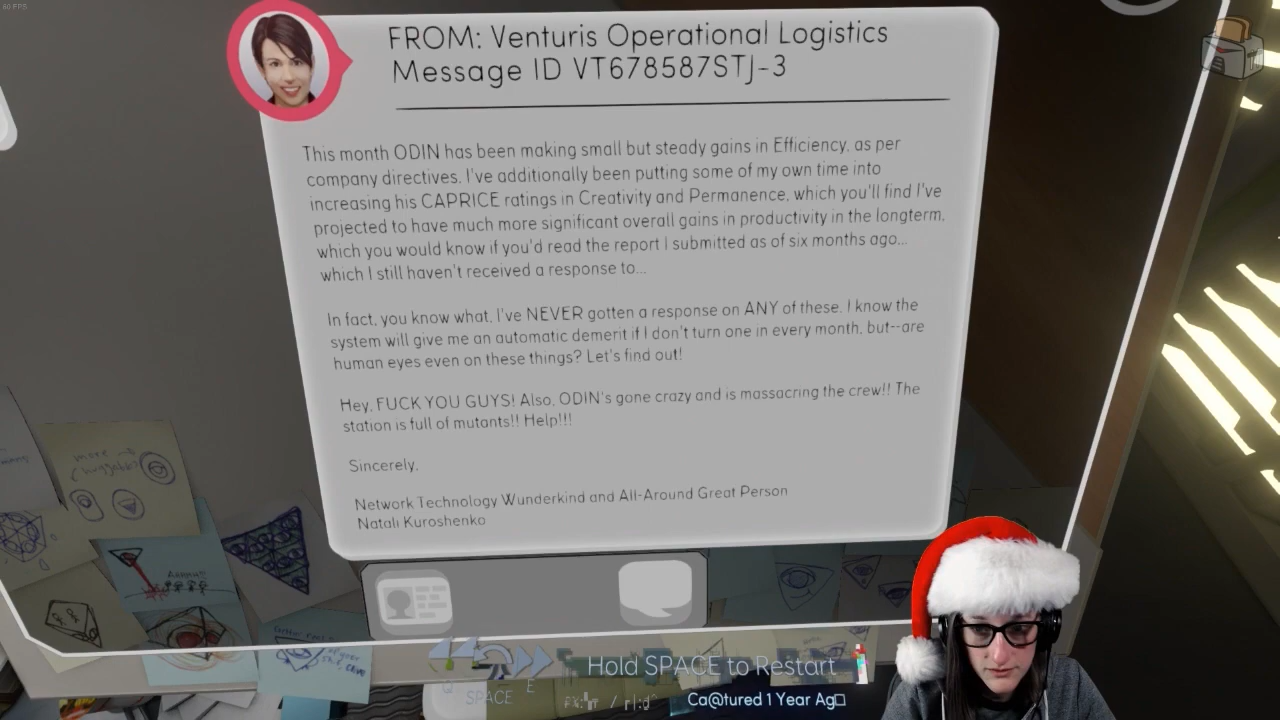 60 FPS
FROM: Venturis Operational Logistics
Message ID VT678587STJ-3
This month ODIN has been making small but steady gains in Efficiency, as per
company directives. I've additionally been putting some of my own time into
increasing his CAPRICE ratings in Creativity and Permanence, which you'll find I've
projected to have much more significant overall gains in productivity in the longterm,
which you would know if you'd read the report I submitted as of six months ago...
which I still haven't received a response to...
In fact, you know what, I've NEVER gotten a response on ANY of these. I know the
system will give me an automatic demerit if I don't turn one in every month, but--are
human eyes even on these things? Let's find out!
Hey, FUCK YOU GUYS! Also, ODIN's gone crazy and is massacring the crew!! The
station is full of mutants!! Help!!!
Sincerely,
Network Technology Wunderkind and All-Around Great Person
Natali Kuroshenko
more
Hold SPACE to Restart
Q SPACE E
Ca@tured 1 Year Ag